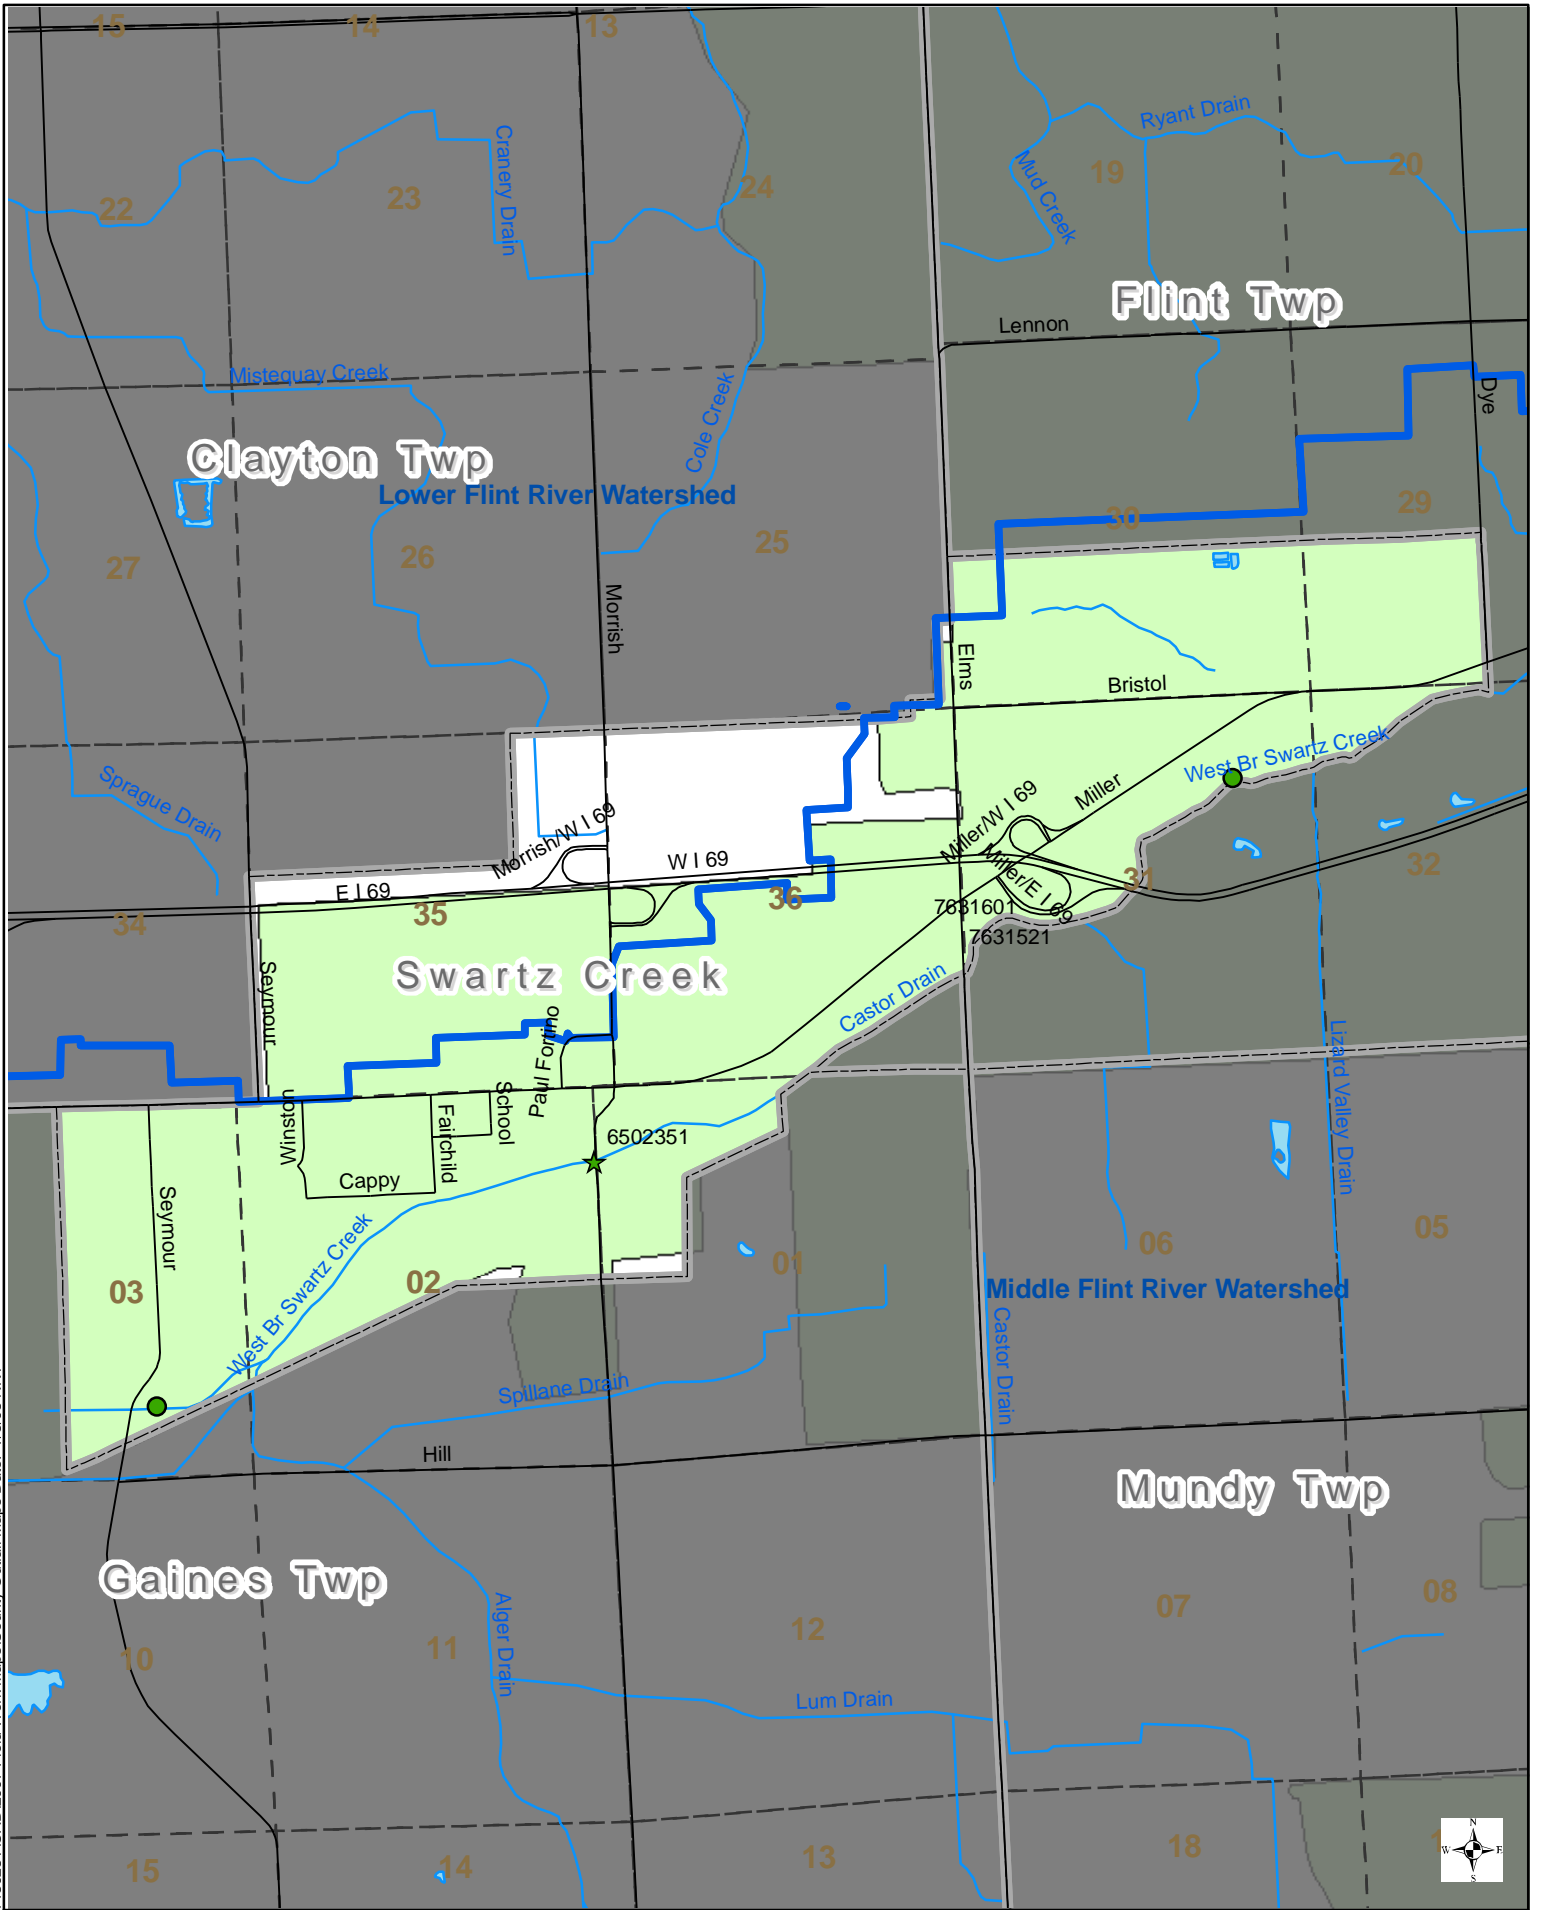 15
14
13
Ryant Drain
Cranery Drain
Mud Creek
19
20
24
23
22
Flint Twp
Lennon
Mistequay Creek
Dye
Cole Creek
Clayton Twp
Lower Flint River Watershed
29
30
25
26
27
Morrish
Elms
Bristol
West Br Swartz Creek
Sprague Drain
Miller
Morrish/W I 69
Miller/W I 69
W I 69
Miller/E I 69
E I 69
32
31
36
35
34
7631601
7631521
Swartz Creek
Seymour
Castor Drain
Paul Fortino
Lizard Valley Drain
School
Winston
Fairchild
6502351
Cappy
Seymour
West Br Swartz Creek
05
06
01
02
03
Middle Flint River Watershed
Castor Drain
Spillane Drain
Hill
Mundy Twp
Gaines Twp
08
07
12
11
10
Alger Drain
Lum Drain
N
W
E
S
18
13
14
15